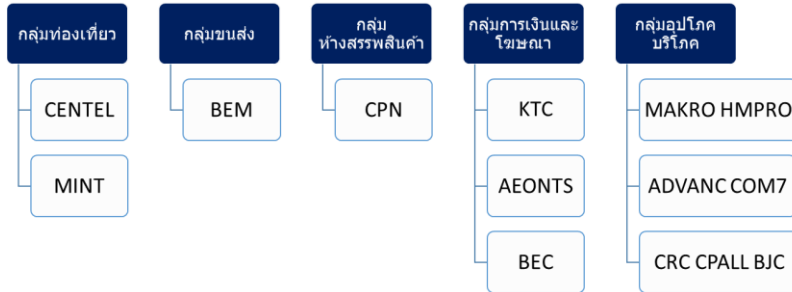 กลุ่มท่องเที่ยว
CENTEL
MINT
กลุ่มขนส่ง
BEM
กลุ่ม
ห้างสรรพสินค้า
CPN
กลุ่มการเงินและ
โฆษณา
KTC
AEONTS
BEC
กลุ่มอุปโภค
บริโภค
MAKRO HMPRO
ADVANC COM7
CRC CPALL BJC